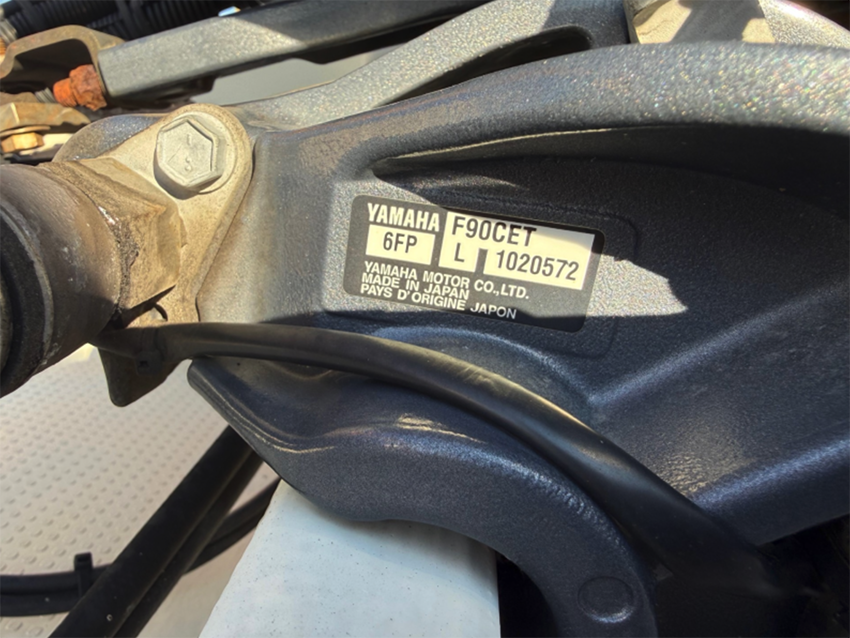 YAMAHA F90CET
6FP L 1020572
YAMAHA MOTOR CO.,LTD.
MADE IN JAPAN
PAYS D'ORIGINE JAPON